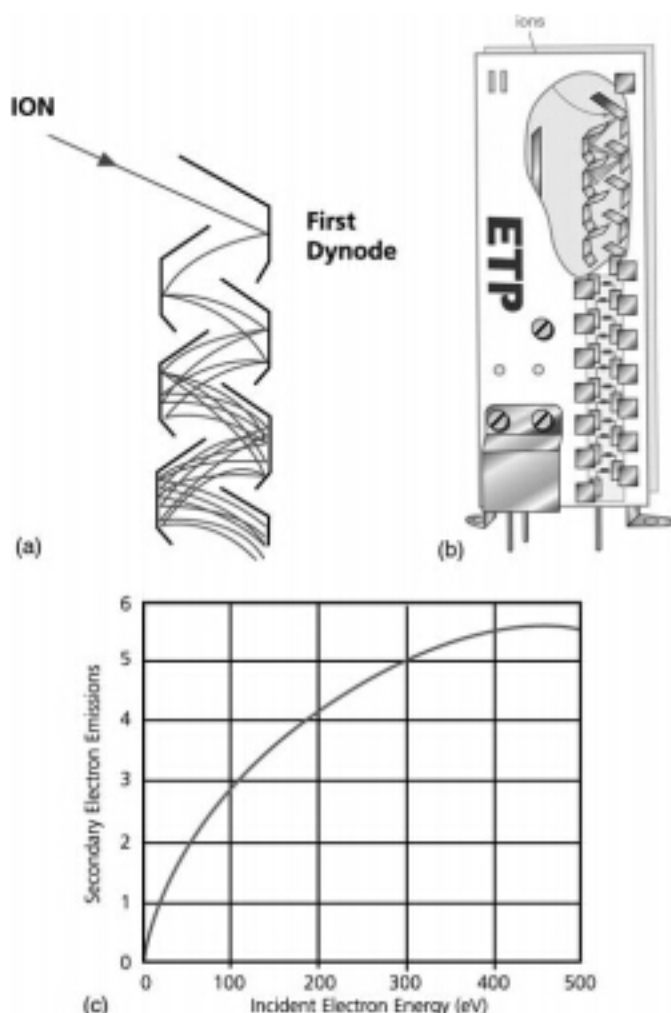 ions
ION
First
Dynode
ETP
(a)
(b)
6
5
4
3
2
1
0
Secondary Electron Emissions
0 100 200 300 400 500
(c) Incident Electron Energy (eV)